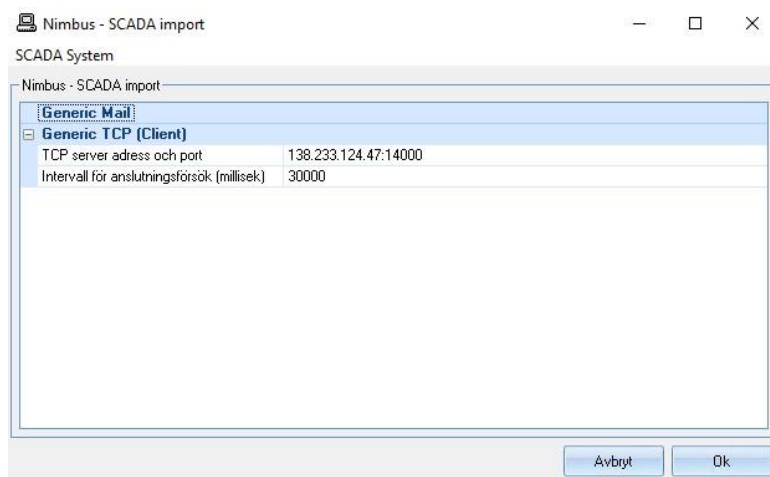 Nimbus - SCADA import
SCADA System
Nimbus - SCADA import
Generic Mail
Generic TCP (Client)
TCP server adress och port 138.233.124.47:14000
Intervall för anslutningsförsök (millisek) 30000
Avbryt Ok